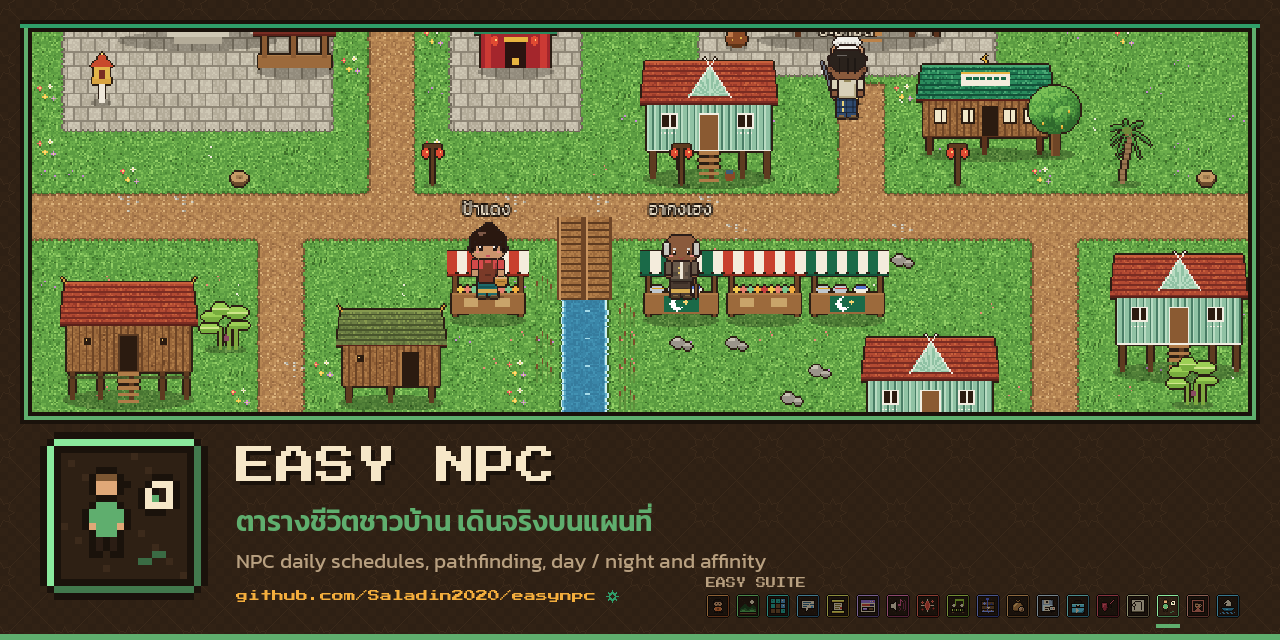 ป้าแดง
อากงเฮง
EASY NPC
ตารางชีวิตชาวบ้าน เดินจริงบนแผนที่
NPC daily schedules, pathfinding, day / night and affinity
EASY SUITE
github.com/Saladin2020/easynpc